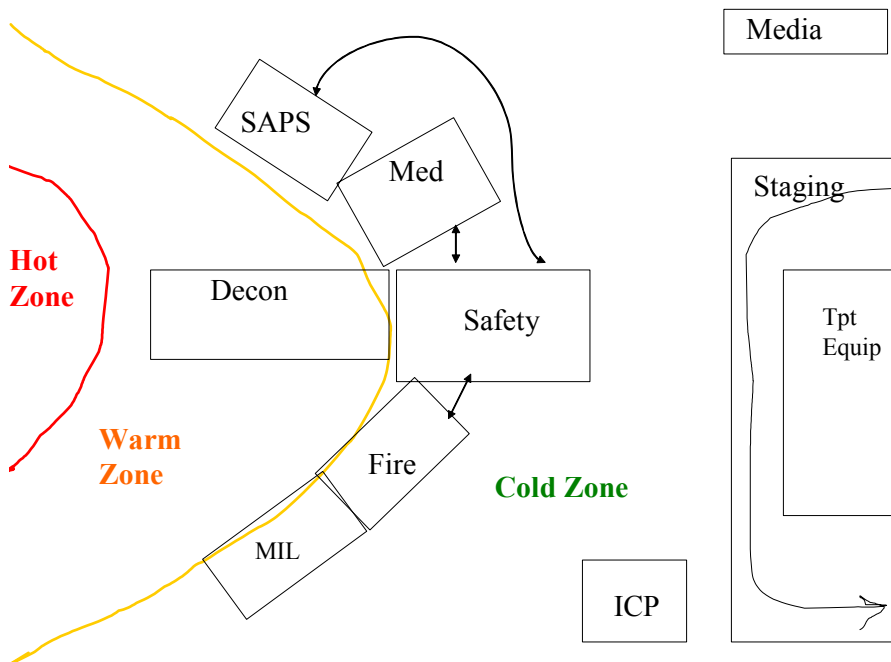 Media
SAPS
Med
Staging
Hot
Zone
Decon
Safety
Tpt
Equip
Warm
Zone
Fire
Cold Zone
MIL
ICP